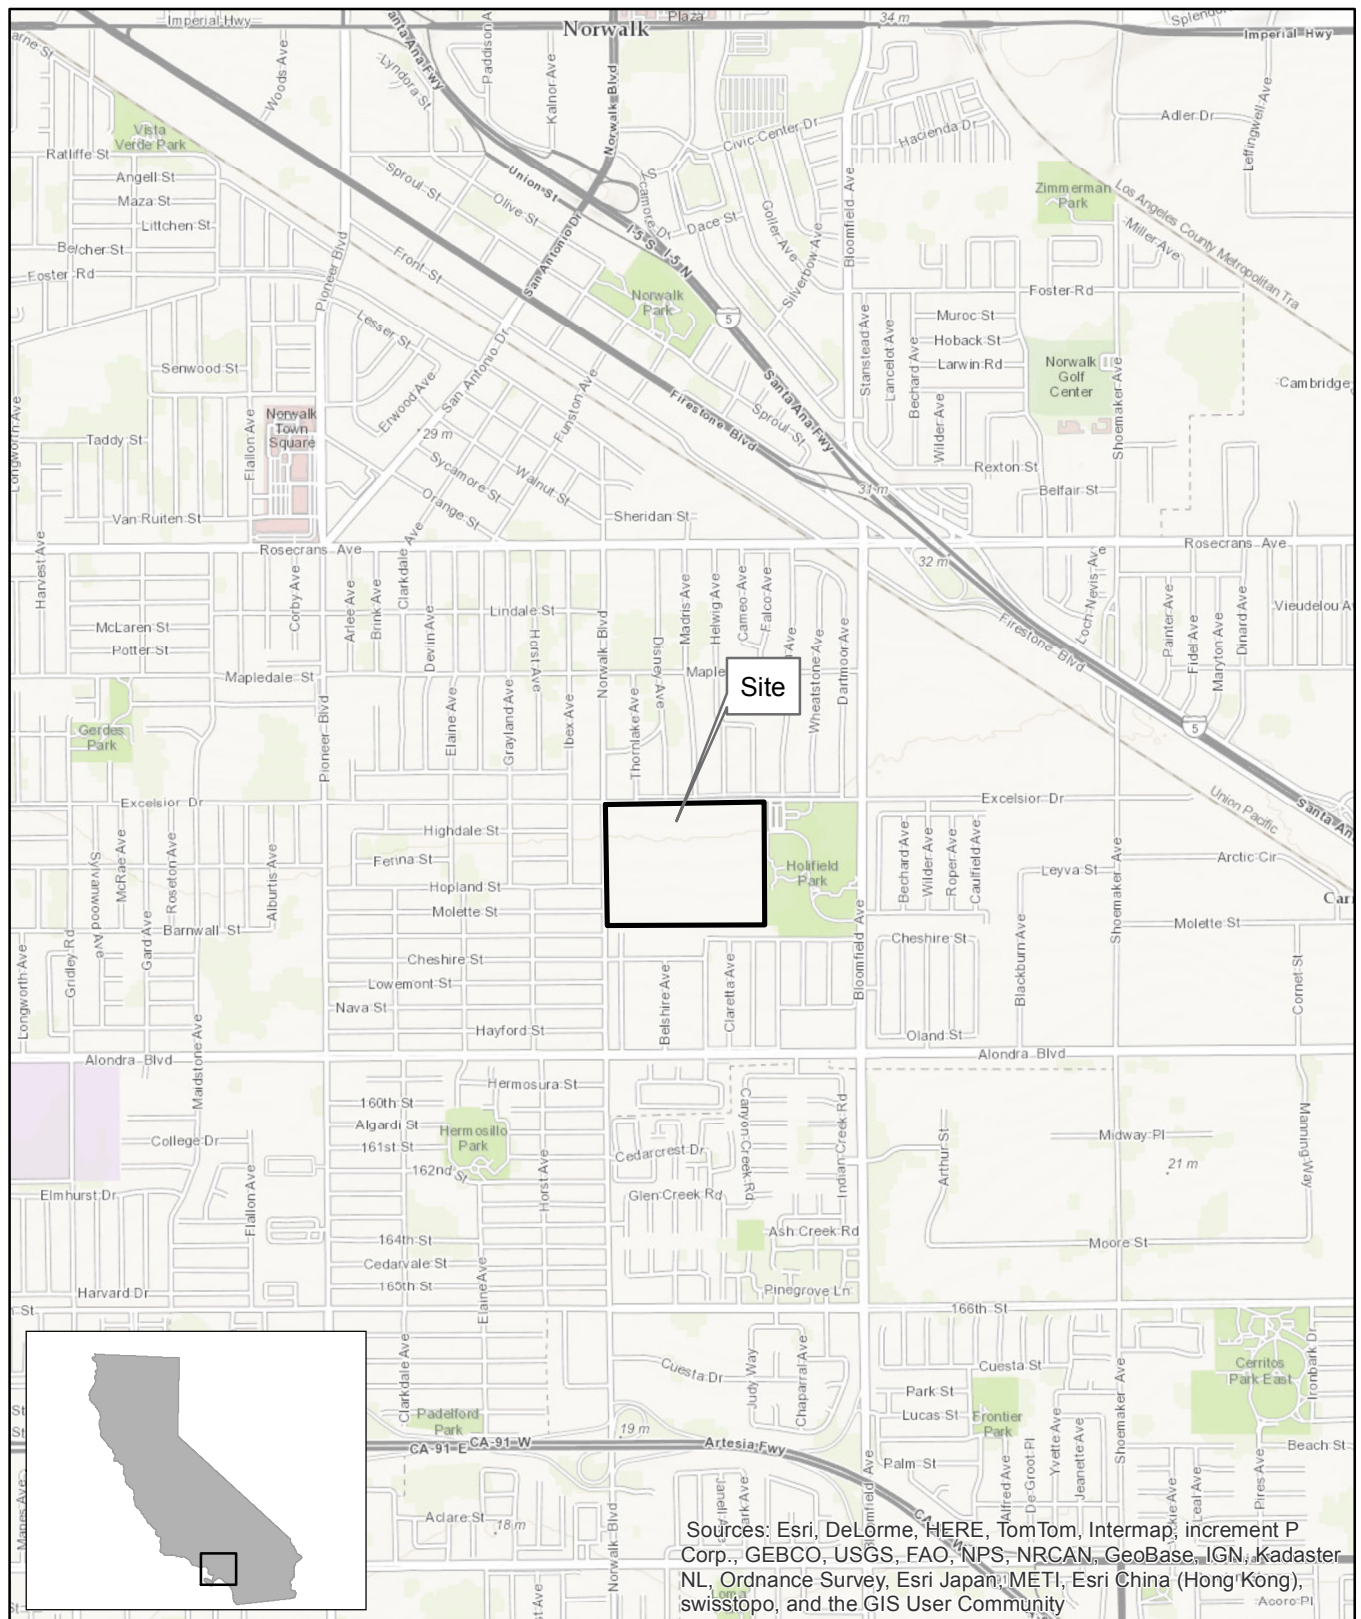 Imperial Hwy
Norwalk
Plaza
34 m
Imperial Hwy
Santa Ana Fwy
Lyndora St
Woods Ave
Kalnor Ave
Norwalk Blvd
Civic Center Dr
Hacienda Dr
Adler Dr
Leffingwell Ave
Vista
Verde Park
Ratliffe St
Angell St
Maza St
Littchen St
Belcher St
Foster Rd
Pioneer Blvd
Sproul St
Olive St
Union St
Front St
San Antonio Dr
Sycamore Dr
Dace St
Goller Ave
Silverbow Ave
Bloomfield Ave
I-5 S
I-5 N
Zimmerman
Park
Miller Ave
Los Angeles County Metropolitan Tra
Foster Rd
Norwalk
Park
5
Muroc St
Hoback St
Larwin Rd
Norwalk
Golf
Center
Stanstead Ave
Lancelot Ave
Bechard Ave
Wilder Ave
Shoemaker Ave
Cambridge
Lesser St
Senwood St
Erwood Ave
San Antonio Dr
Funston Ave
Firestone Blvd
Sproul St
Santa Ana Fwy
Longworth Ave
Taddy St
Flallon Ave
Norwalk
Town
Square
29 m
Sycamore St
Walnut St
Orange St
Rexton St
Belfair St
31 m
Van Ruiten St
Sheridan St
Rosecrans Ave
Rosecrans Ave
32 m
Harvest Ave
McLaren St
Potter St
Mapledale St
Corby Ave
Arlee Ave
Brink Ave
Clarkdale Ave
Devin Ave
Lindale St
Horst Ave
Norwalk Blvd
Disney Ave
Madris Ave
Helwig Ave
Cameo Ave
Falco Ave
Wheatstone Ave
Dartmoor Ave
Maple
Site
Firestone Blvd
Loch Nevis Ave
Painter Ave
Fidel Ave
Maryton Ave
Dinard Ave
Vieudelou A
Gerdes
Park
Pioneer Blvd
Elaine Ave
Grayland Ave
Ibex Ave
Thornlake Ave
5
Union Pacific
Santa An
Excelsior Dr
Excelsior Dr
Highdale St
Ferina St
Hopland St
Molette St
Sylvanwood Ave
McRae Ave
Roseton Ave
Alburtis Ave
Gard Ave
Barnwall St
Gridley Rd
Longworth Ave
Holifield
Park
Bechard Ave
Wilder Ave
Roper Ave
Caulfield Ave
Leyva St
Arctic Cir
Molette St
Shoemaker Ave
Cheshire St
Lowemont St
Nava St
Hayford St
Belshire Ave
Claretta Ave
Bloomfield Ave
Cheshire St
Oland St
Blackburn Ave
Cornet St
Alondra Blvd
Alondra Blvd
Maidstone Ave
Hermosura St
160th St
Algardi St
161st St
162nd St
Hermosillo
Park
College Dr
Elmhurst Dr
Flallon Ave
Horst Ave
Cedarcrest Dr
Glen Creek Rd
Canyon Creek Rd
Indian Creek Rd
Ash Creek Rd
Pinegrove Ln
Arthur St
Midway Pl
21 m
Manning Way
Moore St
164th St
Cedarvale St
165th St
Elaine Ave
Harvard Dr
166th St
Clarkdale Ave
Cuesta Dr
Judy Way
Chaparral Ave
Cuesta St
Park St
Lucas St
Frontier
Park
Cerritos
Park East
Ironbark Dr
Padelford
Park
19 m
CA-91 E
CA-91 W
Artesia Fwy
Palm St
Alfred Ave
De Groot Pl
Yvette Ave
Jeanette Ave
Shoemaker Ave
Pires Ave
Leal Ave
Beach St
Aclare St
18 m
Norwalk Blvd
Acoro Pl
Sources: Esri, DeLorme, HERE, TomTom, Intermap, increment P
Corp., GEBCO, USGS, FAO, NPS, NRCAN, GeoBase, IGN, Kadaster
NL, Ordnance Survey, Esri Japan, METI, Esri China (Hong Kong),
swisstopo, and the GIS User Community